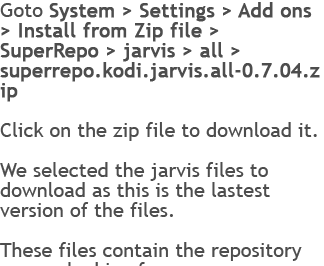 Goto System > Settings > Add ons
> Install from Zip file >
SuperRepo > jarvis > all >
superrepo.kodi.jarvis.all-0.7.04.z
ip
Click on the zip file to download it.
We selected the jarvis files to
download as this is the lastest
version of the files.
These files contain the repository